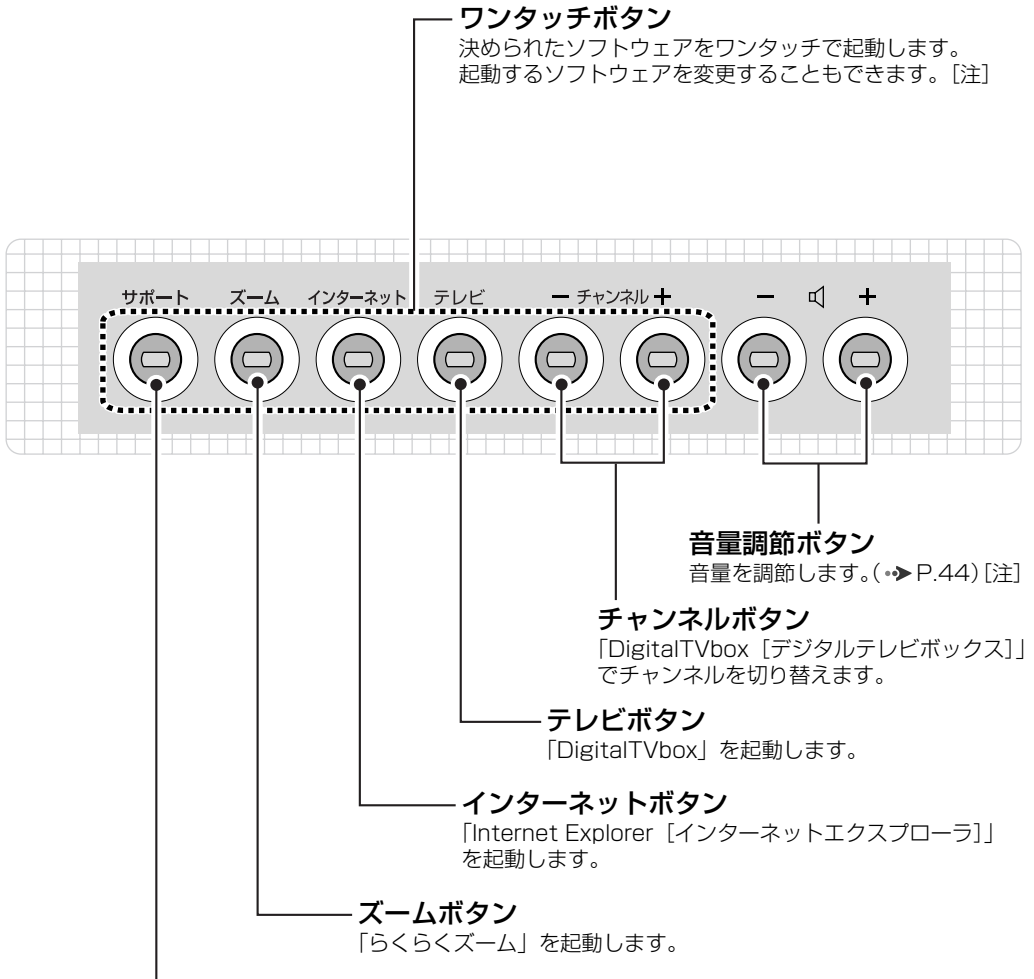 ワンタッチボタン
決められたソフトウェアをワンタッチで起動します。
起動するソフトウェアを変更することもできます。[注]
サポート ズーム インターネット テレビ − チャンネル + − +
音量調節ボタン
音量を調節します。(P.44)[注]
チャンネルボタン
「DigitalTVbox[デジタルテレビボックス]」
でチャンネルを切り替えます。
テレビボタン
「DigitalTVbox」を起動します。
インターネットボタン
「Internet Explorer[インターネットエクスプローラ]」
を起動します。
ズームボタン
「らくらくズーム」を起動します。